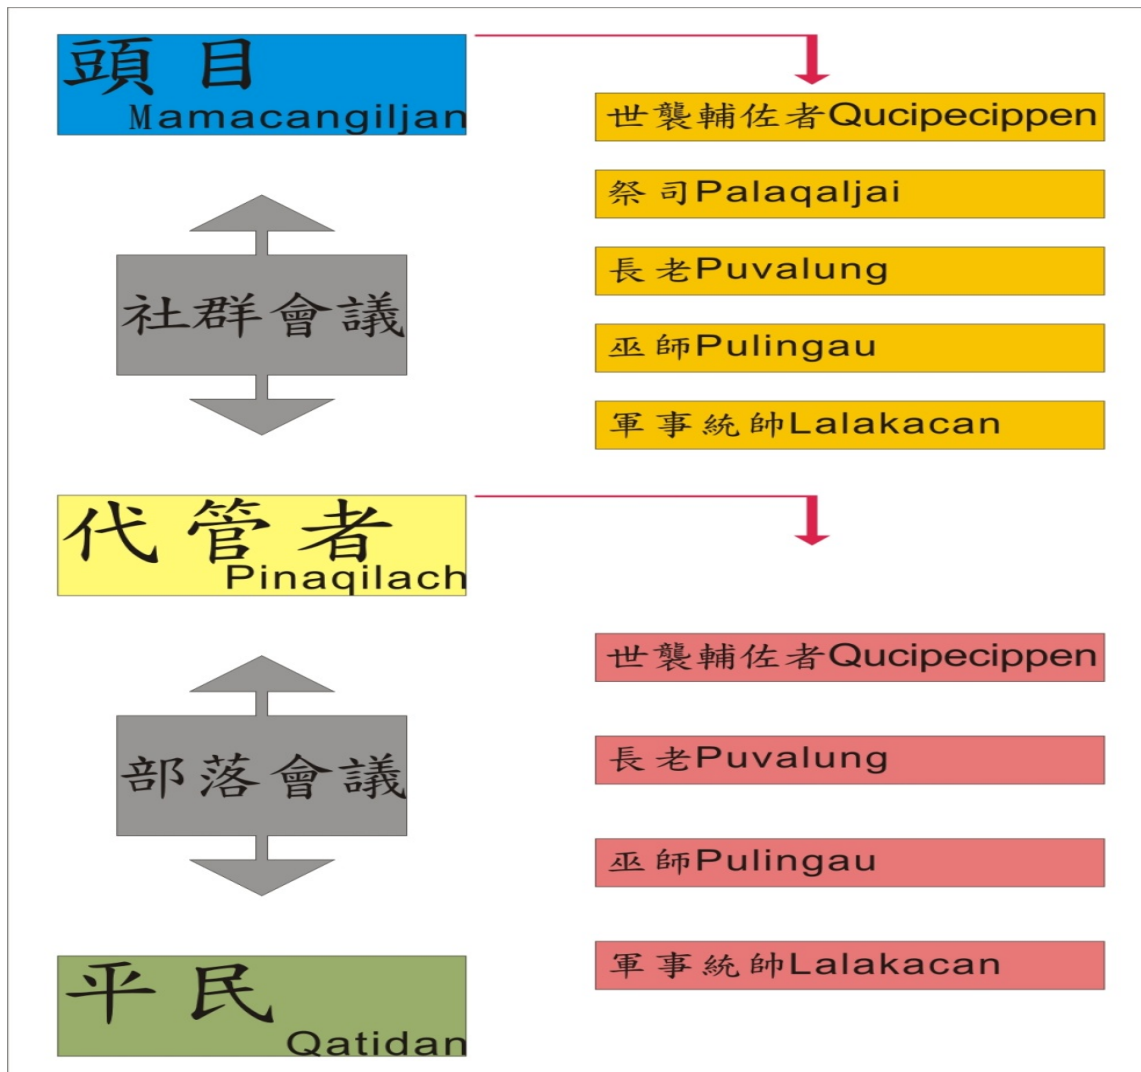 頭目
Mamacangiljan
世襲輔佐者Qucipecippen
祭司Palaqaljai
長老Puvalung
巫師Pulingau
軍事統帥Lalakacan
社群會議
代管者
Pinaqilach
世襲輔佐者Qucipecippen
長老Puvalung
巫師Pulingau
軍事統帥Lalakacan
部落會議
平民
Qatidan